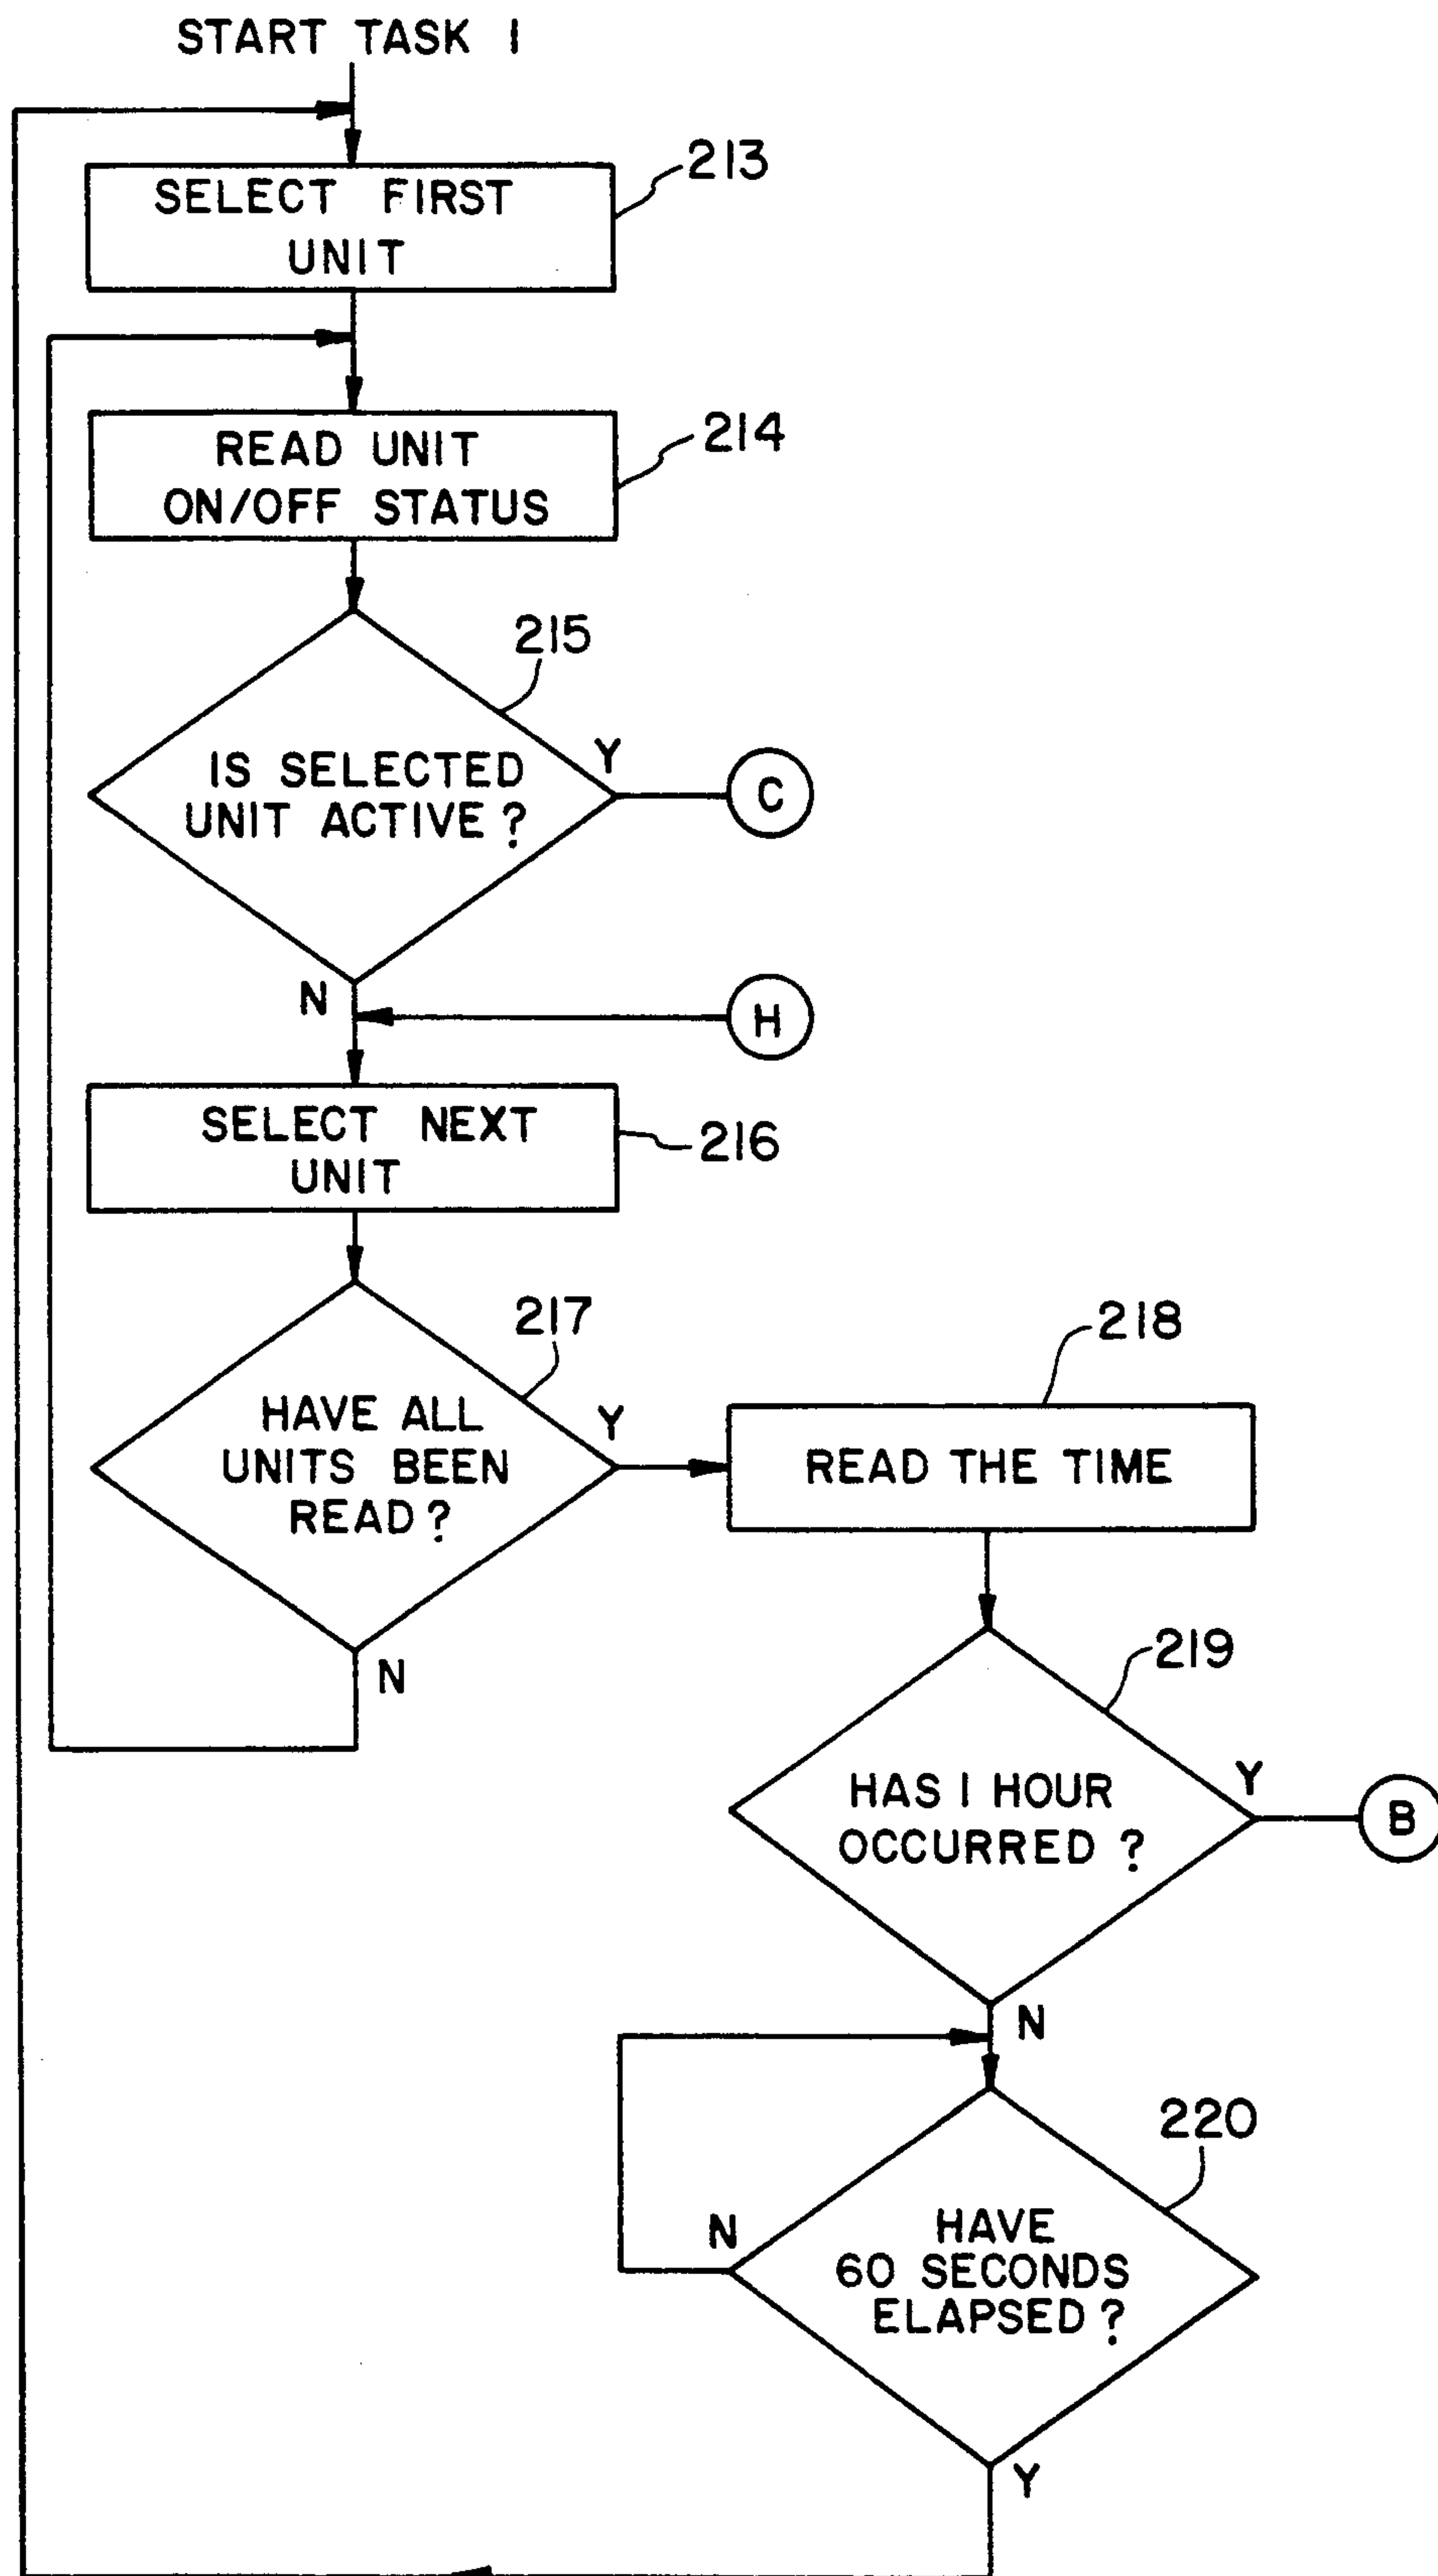 START TASK 1
213
SELECT FIRST
UNIT
214
READ UNIT
ON/OFF STATUS
215
IS SELECTED
UNIT ACTIVE?
Y
C
N
H
SELECT NEXT
UNIT
216
217
HAVE ALL
UNITS BEEN
READ?
Y
N
218
READ THE TIME
219
HAS 1 HOUR
OCCURRED ?
Y
B
N
220
HAVE
60 SECONDS
ELAPSED?
N
Y